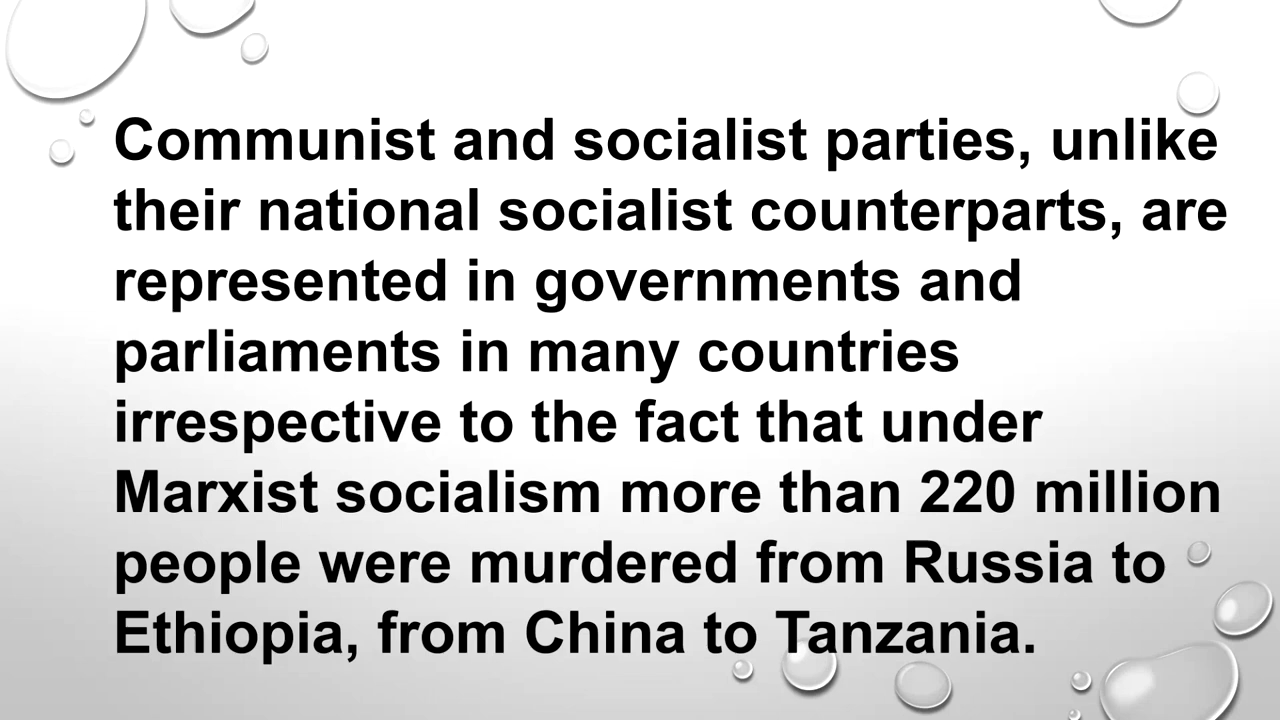 Communist and socialist parties, unlike
their national socialist counterparts, are
represented in governments and
parliaments in many countries
irrespective to the fact that under
Marxist socialism more than 220 million
people were murdered from Russia to
Ethiopia, from China to Tanzania.